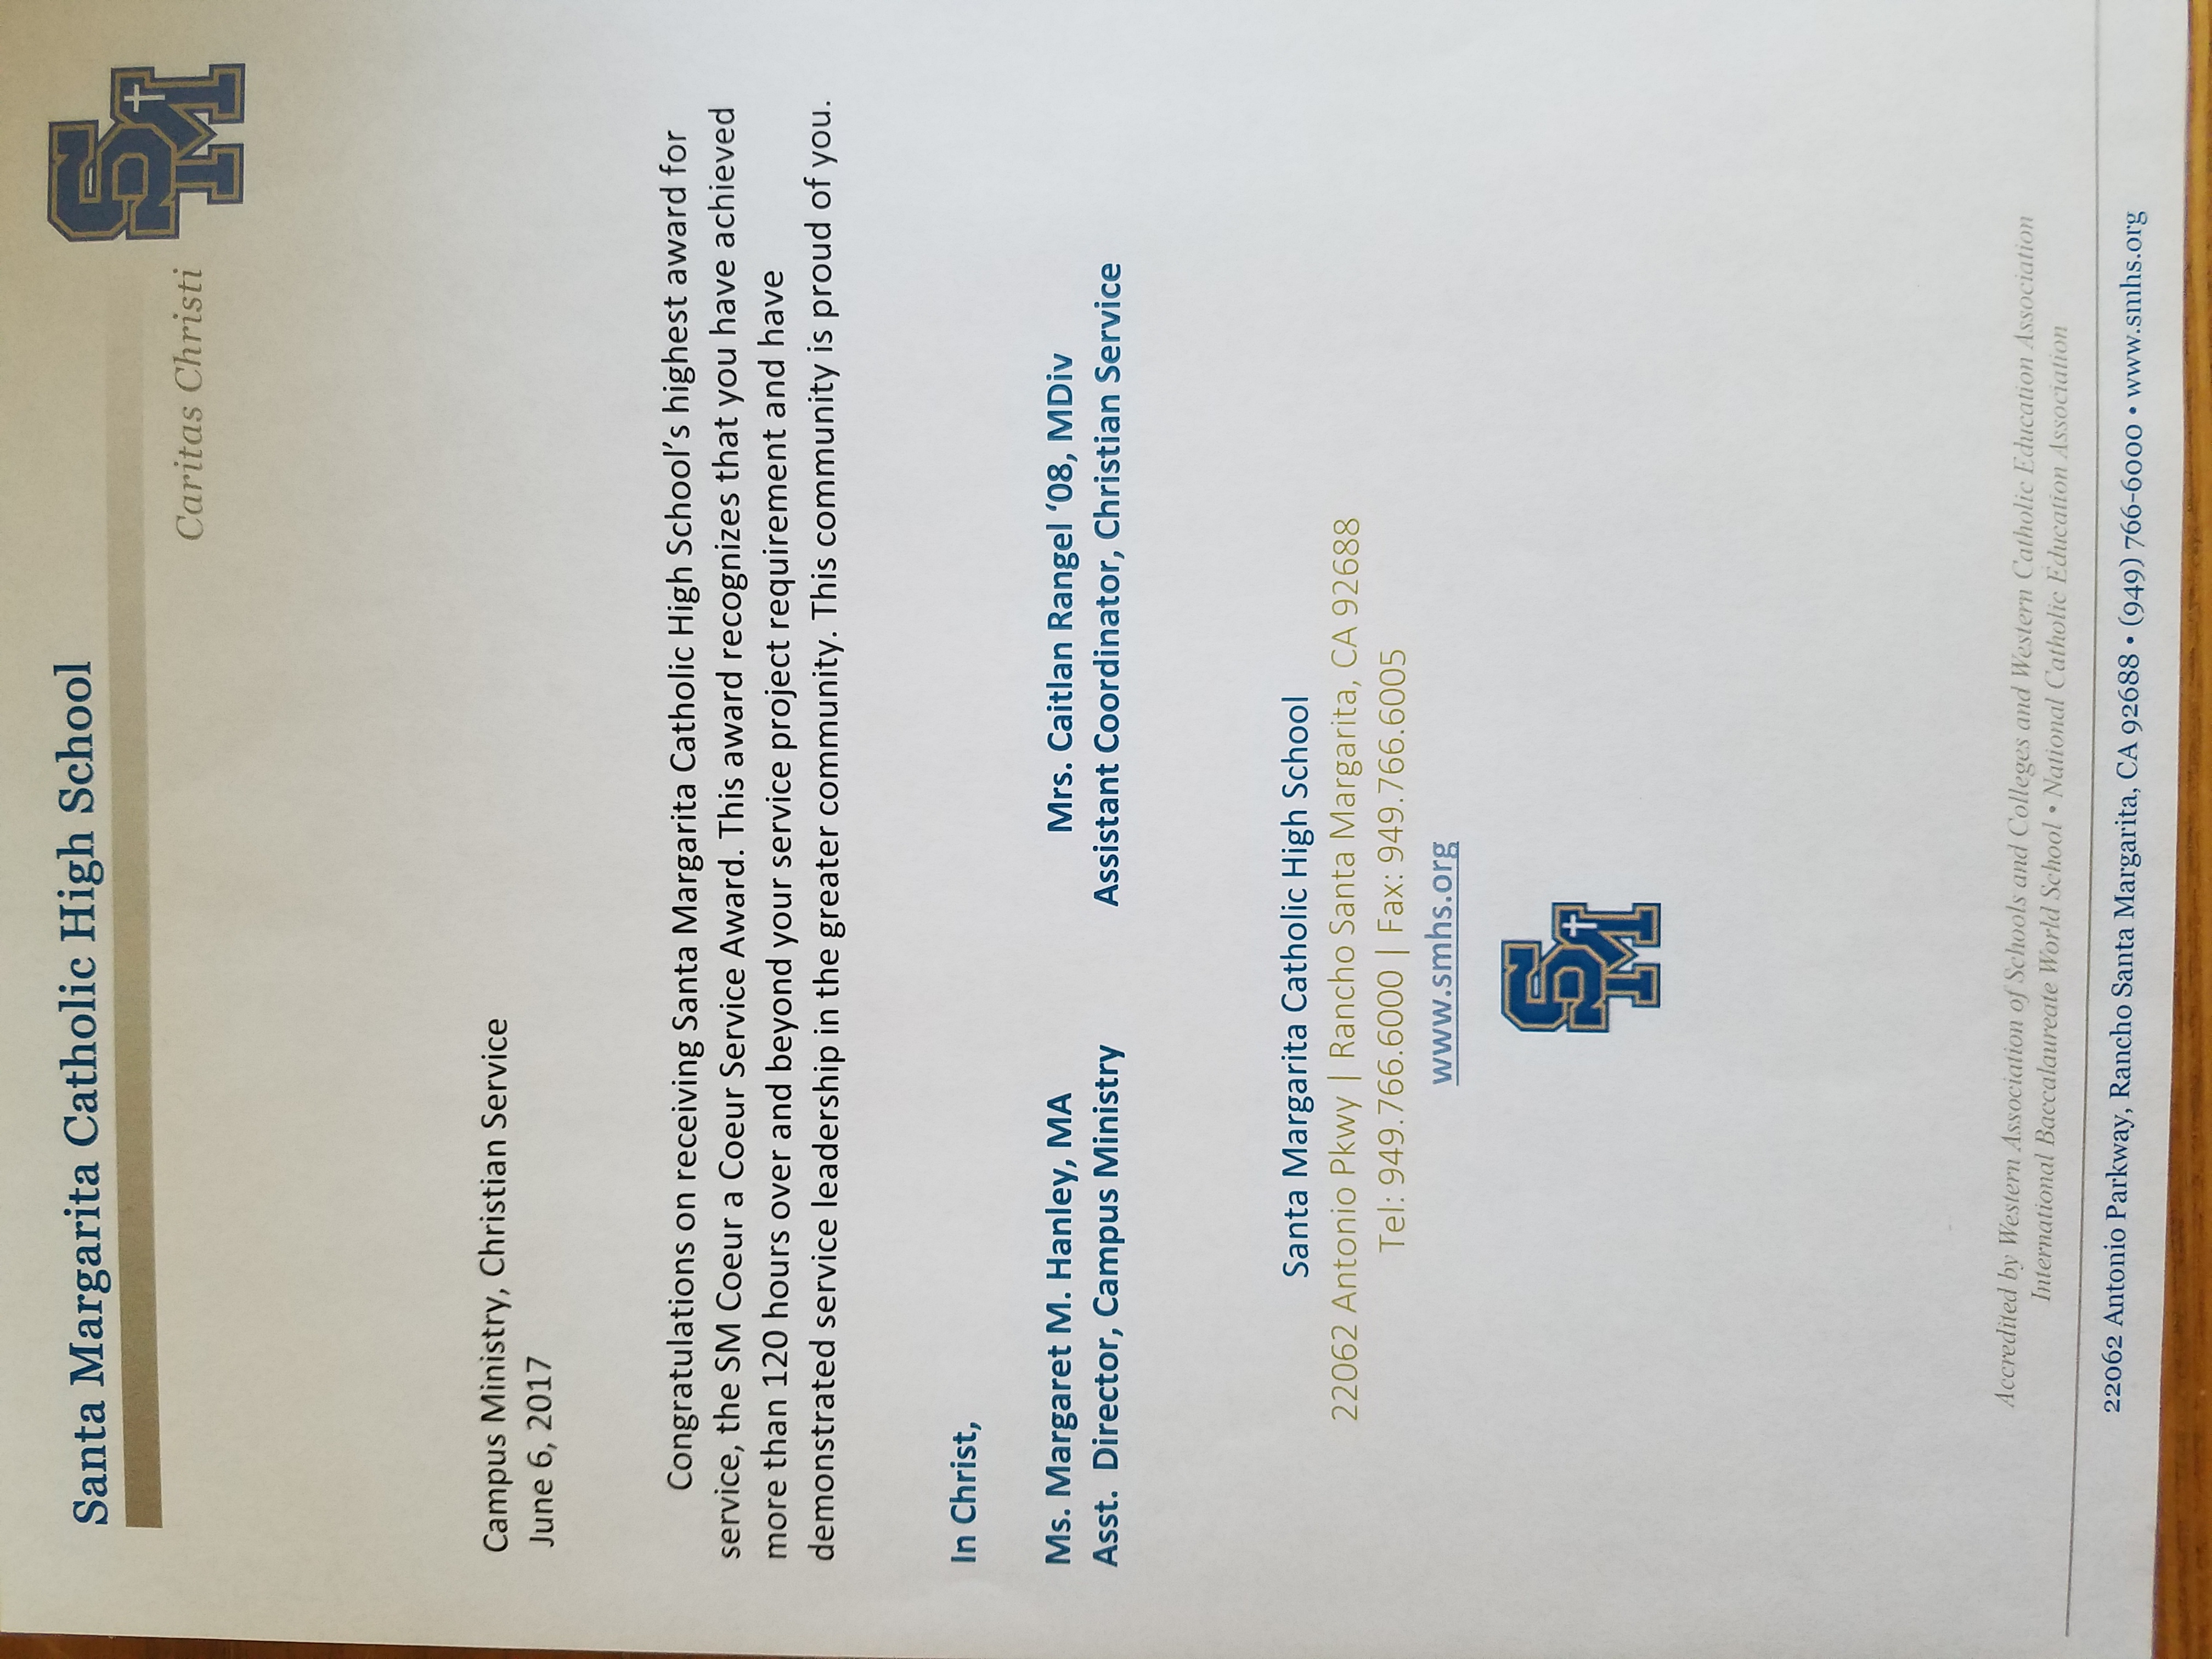 Santa Margarita Catholic High School
Caritas Christi
SM
Campus Ministry, Christian Service
June 6, 2017
Congratulations on receiving Santa Margarita Catholic High School's highest award for
service, the SM Coeur a Coeur Service Award. This award recognizes that you have achieved
more than 120 hours over and beyond your service project requirement and have
demonstrated service leadership in the greater community. This community is proud of you.
In Christ,
Ms. Margaret M. Hanley, MA
Asst.  Director, Campus Ministry
Mrs. Caitlan Rangel ‘08, MDiv
Assistant Coordinator, Christian Service
Santa Margarita Catholic High School
22062 Antonio Pkwy | Rancho Santa Margarita, CA 92688
Tel: 949.766.6000 | Fax: 949.766.6005
www.smhs.org
SM
Accredited by Western Association of Schools and Colleges and Western Catholic Education Association
International Baccalaureate World School • National Catholic Education Association
22062 Antonio Parkway, Rancho Santa Margarita, CA 92688 • (949) 766-6000 • www.smhs.org